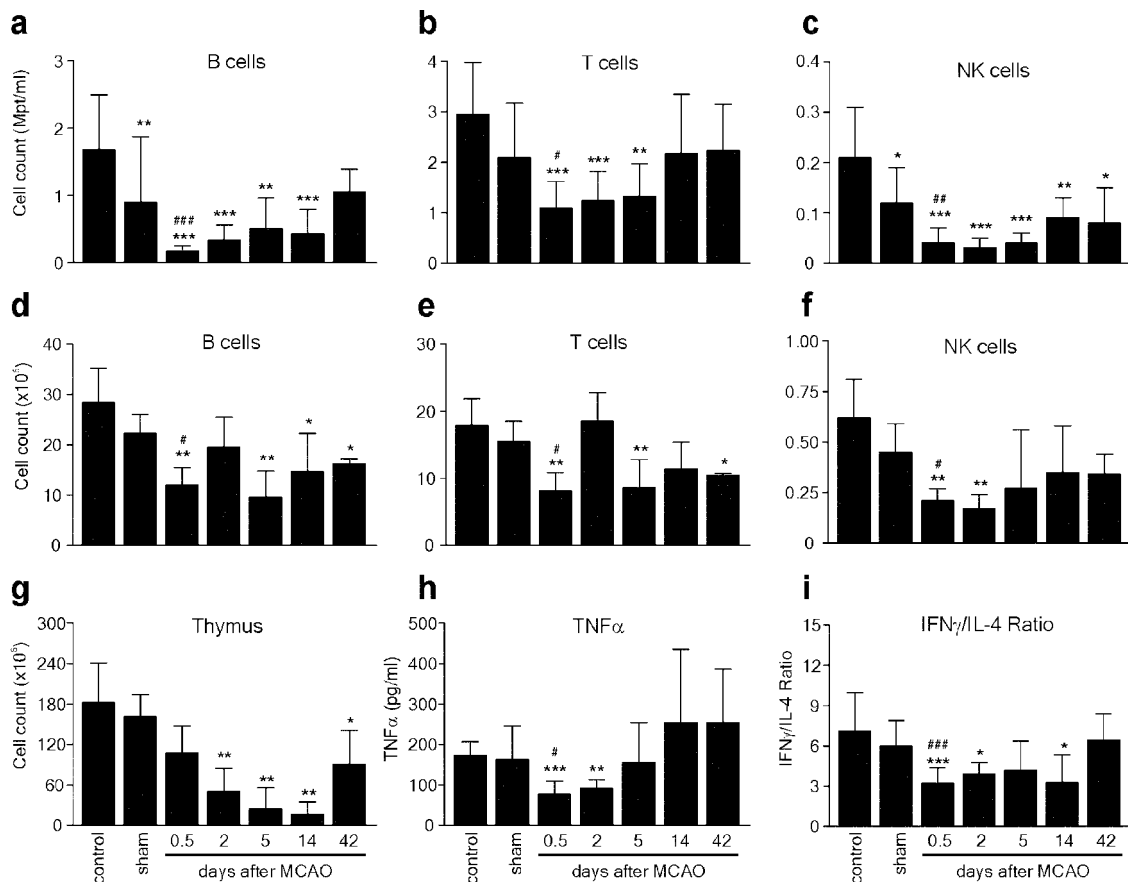 a
B cells
Cell count (Mpt/ml)
3
2
1
0
**
###
***
***
**
***
b
T cells
4
3
2
1
0
#
***
***
**
c
NK cells
0.4
0.3
0.2
0.1
0
*
##
***
***
***
**
*
d
B cells
Cell count (x10⁶)
40
30
20
10
0
#
**
**
*
*
e
T cells
30
20
10
0
#
**
**
*
f
NK cells
1.00
0.75
0.50
0.25
0
#
**
**
g
Thymus
Cell count (x10⁶)
300
240
180
120
60
0
**
**
**
*
control
sham
0.5 2 5 14 42
days after MCAO
h
TNFα
TNFα (pg/ml)
500
400
300
200
100
0
#
***
**
control
sham
0.5 2 5 14 42
days after MCAO
i
IFNγ/IL-4 Ratio
IFNγ/IL-4 Ratio
15
12
9
6
3
0
###
***
*
*
control
sham
0.5 2 5 14 42
days after MCAO